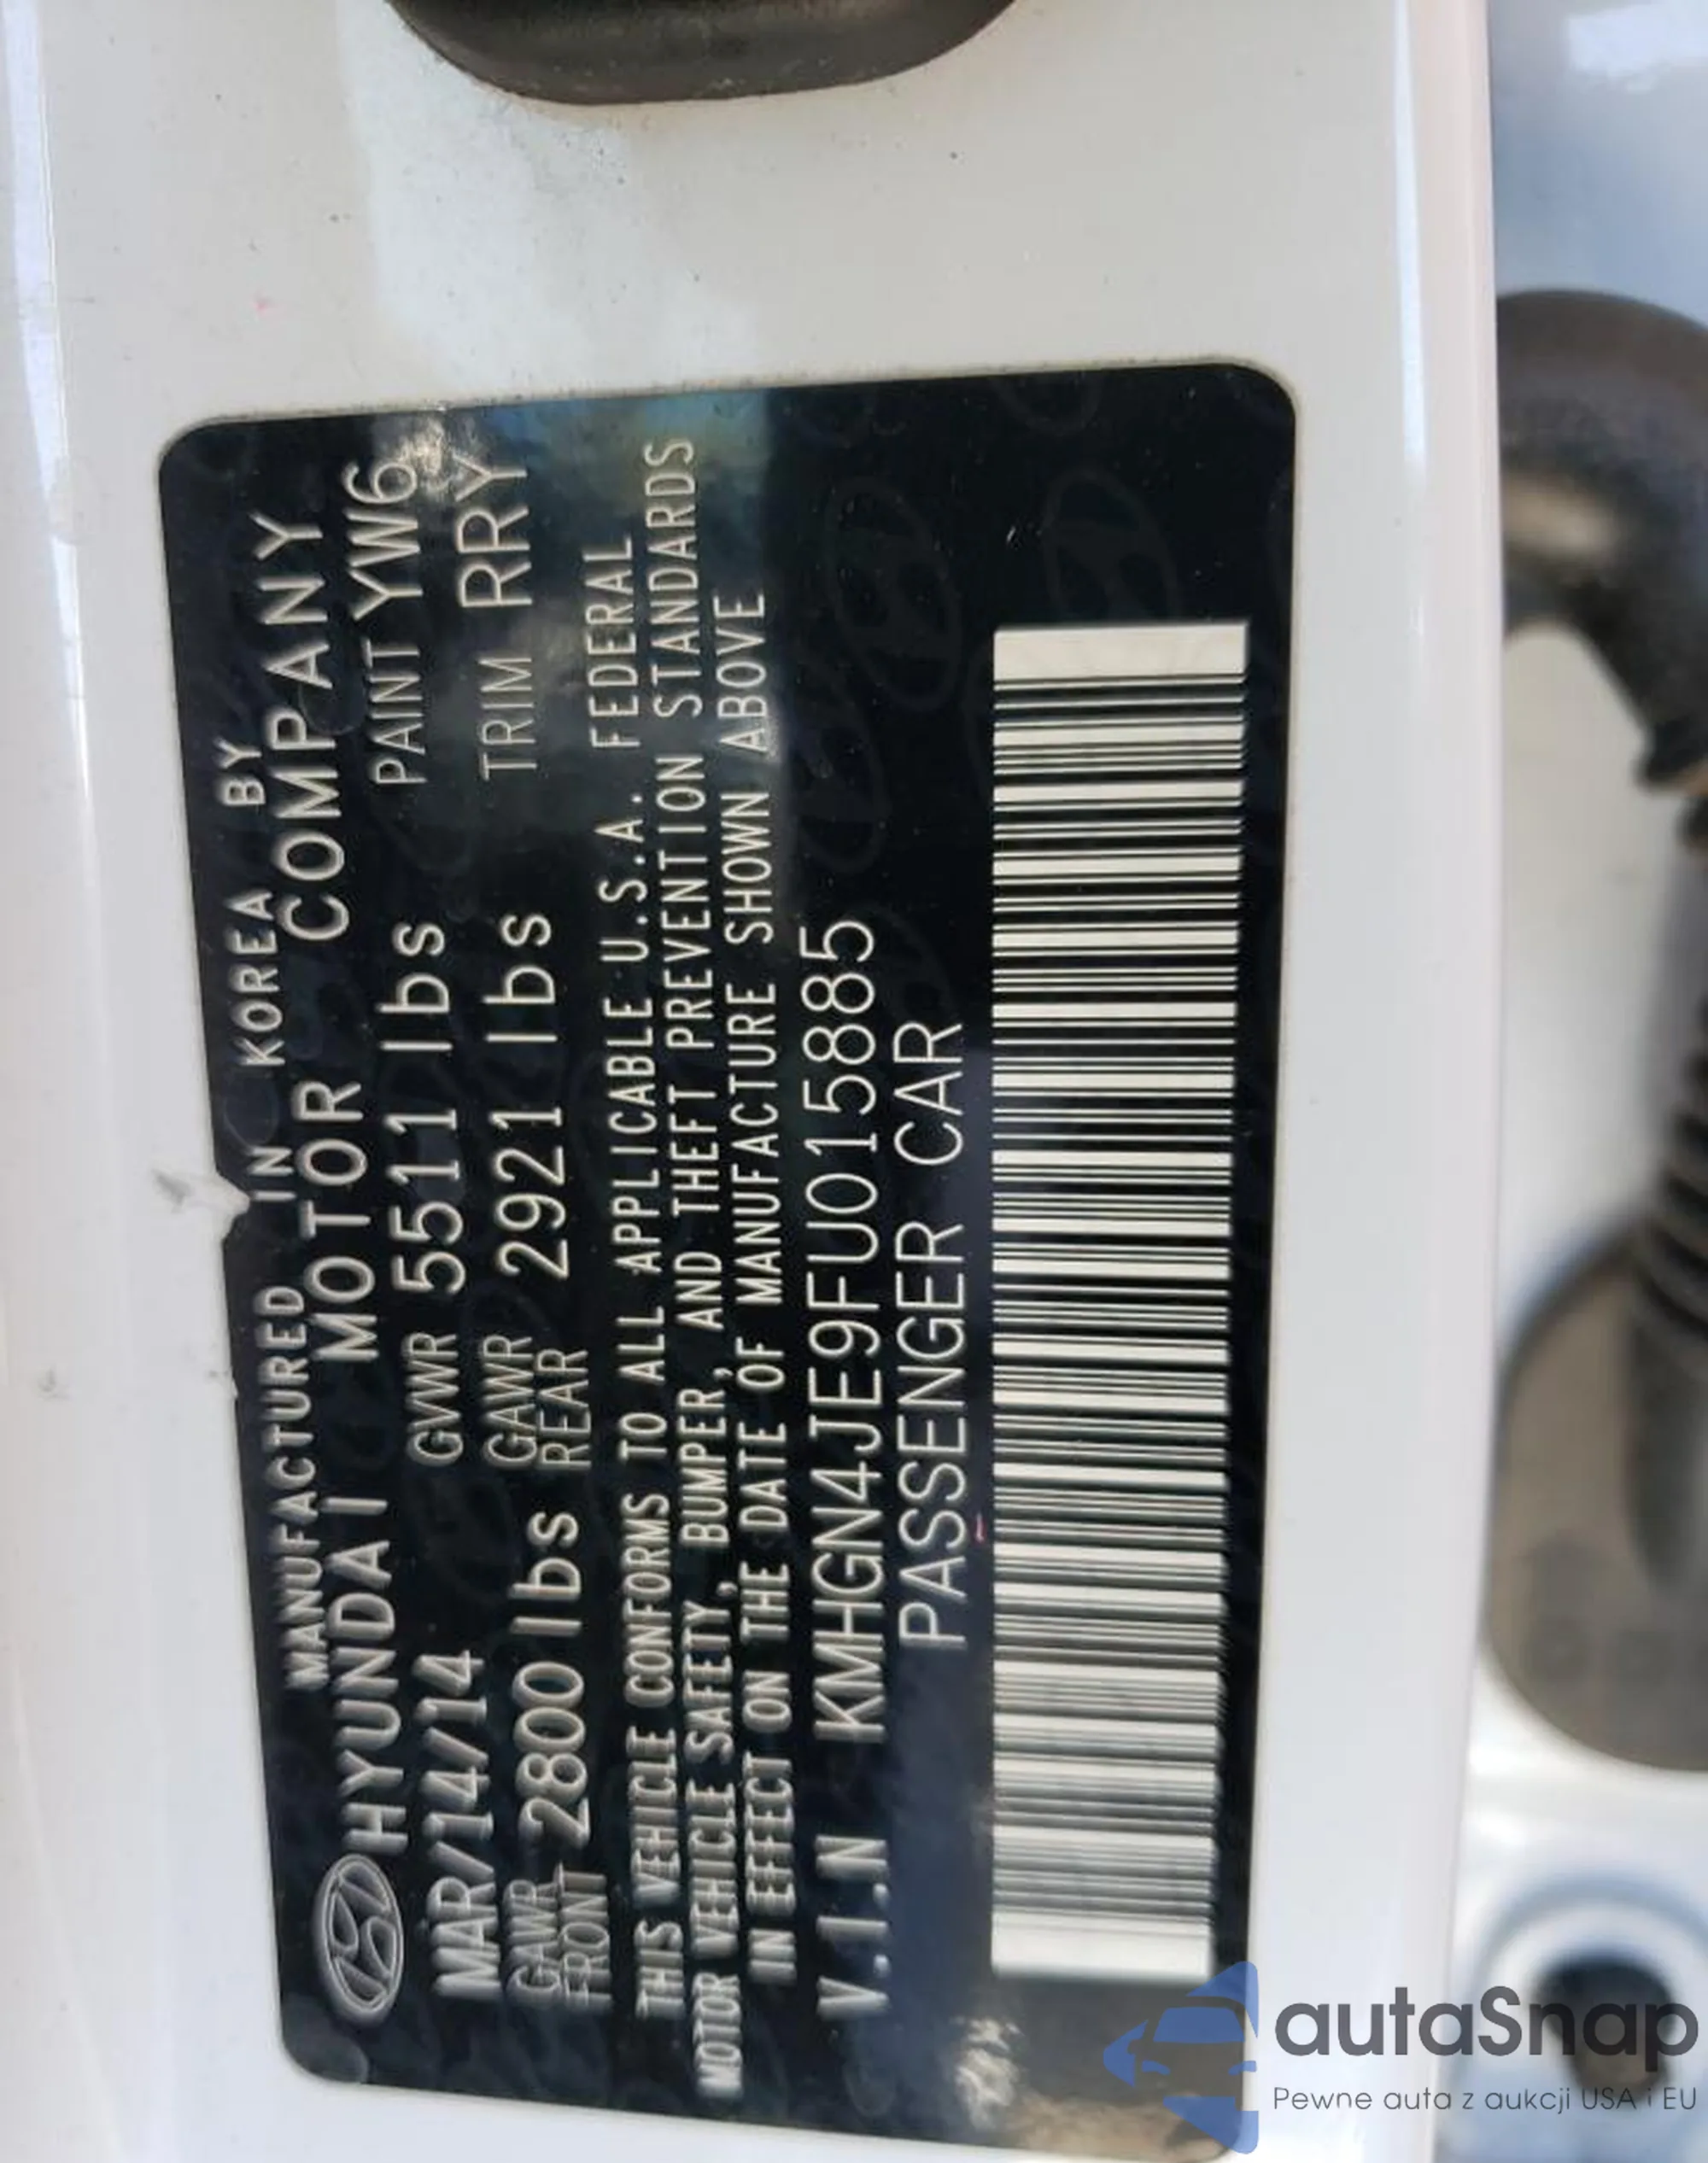 MANUFACTURED IN KOREA BY
HYUNDAI MOTOR COMPANY
MAR/14/14 GVWR 5511 lbs PAINT YW6
GAWR FRONT 2800 lbs GAWR REAR 2921 lbs TRIM RRY
THIS VEHICLE CONFORMS TO ALL APPLICABLE U.S.A. FEDERAL
MOTOR VEHICLE SAFETY, BUMPER, AND THEFT PREVENTION STANDARDS
IN EFFECT ON THE DATE OF MANUFACTURE SHOWN ABOVE
V.I.N KMHGN4JE9FU015885
PASSENGER CAR
autaSnap
Pewne auta z aukcji USA i EU